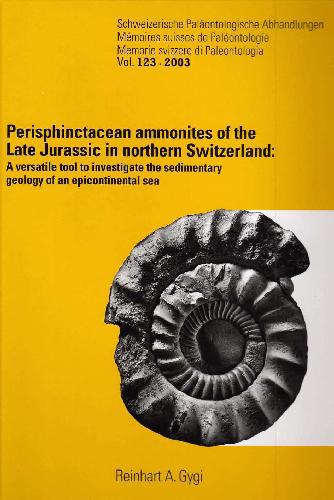 Schweizerische Paläontologische Abhandlungen
Mémoires suisses de Paléontologie
Memorie svizzere di Paleontologia
Vol. 123 · 2003
Perisphinctacean ammonites of the
Late Jurassic in northern Switzerland:
A versatile tool to investigate the sedimentary
geology of an epicontinental sea
Reinhart A. Gygi